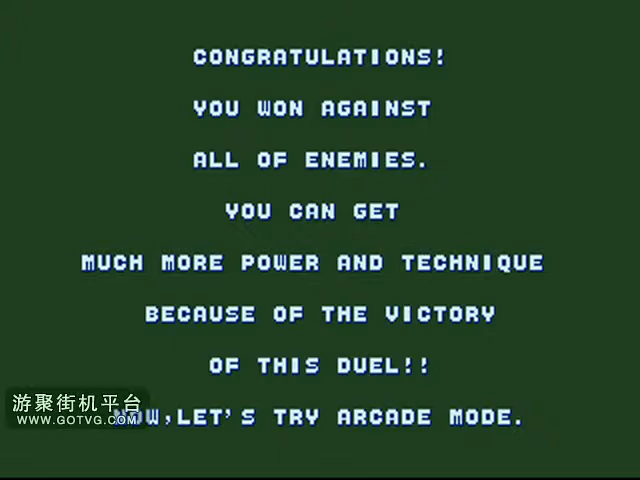 CONGRATULATIONS!
YOU WON AGAINST
ALL OF ENEMIES.
YOU CAN GET
MUCH MORE POWER AND TECHNIQUE
BECAUSE OF THE VICTORY
OF THIS DUEL!!
游聚街机平台
WWW.GOTVG.COM
NOW,LET'S TRY ARCADE MODE.